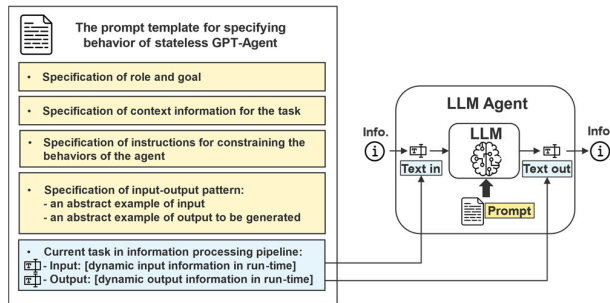 The prompt template for specifying
behavior of stateless GPT-Agent
• Specification of role and goal
• Specification of context information for the task
• Specification of instructions for constraining the
behaviors of the agent
• Specification of input-output pattern:
- an abstract example of input
- an abstract example of output to be generated
• Current task in information processing pipeline:
T - Input: [dynamic input information in run-time]
T - Output: [dynamic output information in run-time]
LLM Agent
Info.
i
T
Text in
LLM
T
Text out
Info.
i
Prompt